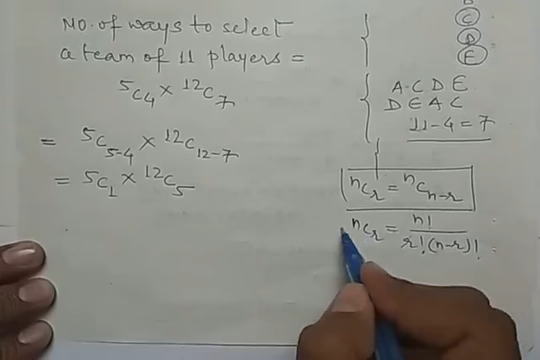 No. of ways to select
a team of 11 players =
⁵C₄ × ¹²C₇
= ⁵C₅₋₄ × ¹²C₁₂₋₇
= ⁵C₁ × ¹²C₅
C
D
E
A C D E
D E A C
11-4=7
ⁿCᵣ = ⁿCₙ₋ᵣ
ⁿCᵣ = n! / r!(n-r)!